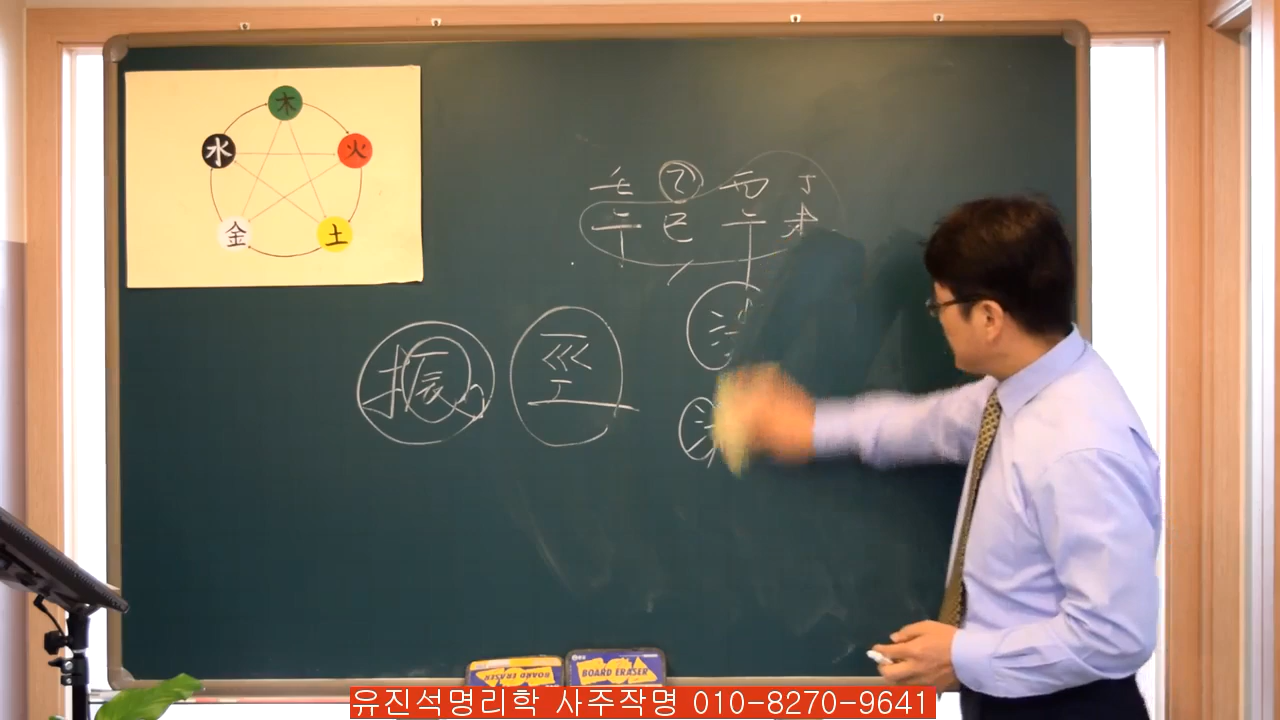 木
水 火
金 土
壬 丙 丁
午 巳 午 未
振 巠
BOARD ERASER
BOARD ERASER
유진석명리학 사주작명 010-8270-9641